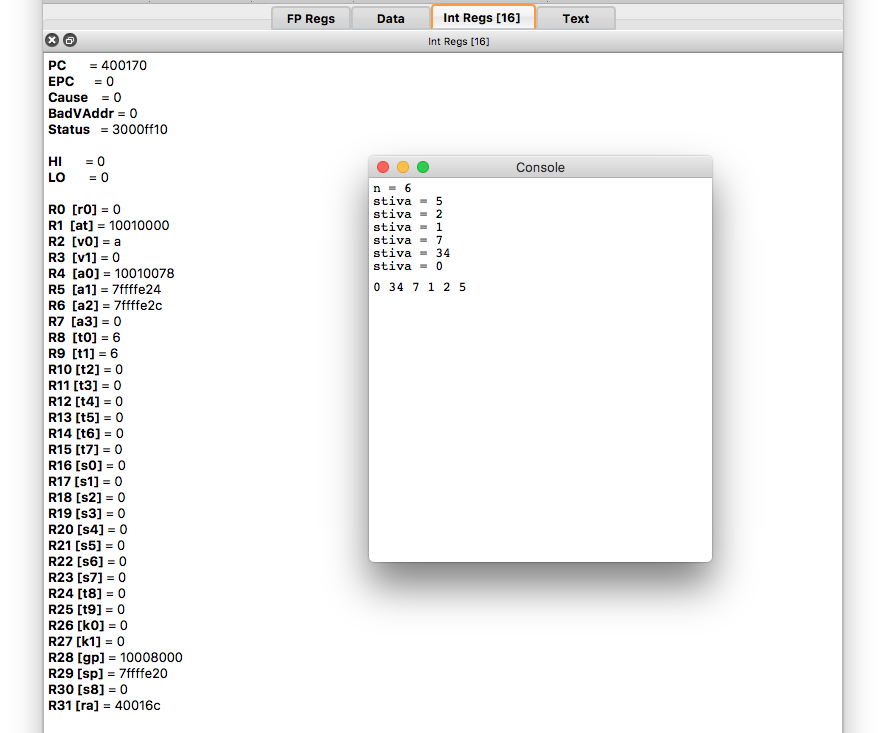 FP Regs Data Int Regs [16] Text
Int Regs [16]
PC = 400170
EPC = 0
Cause = 0
BadVAddr = 0
Status = 3000ff10
HI = 0
LO = 0
R0 [r0] = 0
R1 [at] = 10010000
R2 [v0] = a
R3 [v1] = 0
R4 [a0] = 10010078
R5 [a1] = 7ffffe24
R6 [a2] = 7ffffe2c
R7 [a3] = 0
R8 [t0] = 6
R9 [t1] = 6
R10 [t2] = 0
R11 [t3] = 0
R12 [t4] = 0
R13 [t5] = 0
R14 [t6] = 0
R15 [t7] = 0
R16 [s0] = 0
R17 [s1] = 0
R18 [s2] = 0
R19 [s3] = 0
R20 [s4] = 0
R21 [s5] = 0
R22 [s6] = 0
R23 [s7] = 0
R24 [t8] = 0
R25 [t9] = 0
R26 [k0] = 0
R27 [k1] = 0
R28 [gp] = 10008000
R29 [sp] = 7ffffe20
R30 [s8] = 0
R31 [ra] = 40016c
Console
n = 6
stiva = 5
stiva = 2
stiva = 1
stiva = 7
stiva = 34
stiva = 0
0 34 7 1 2 5